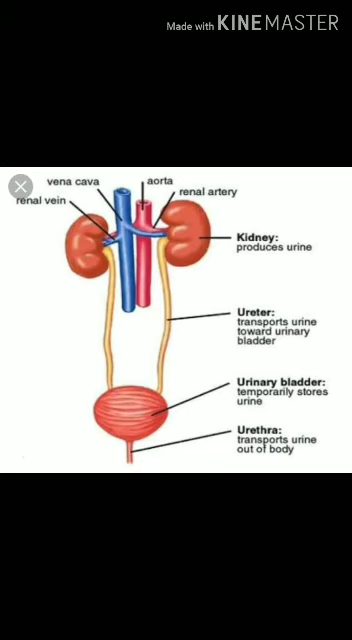 Made with KINEMASTER
vena cava
aorta
renal artery
renal vein
Kidney:
produces urine
Ureter:
transports urine
toward urinary
bladder
Urinary bladder:
temporarily stores
urine
Urethra:
transports urine
out of body